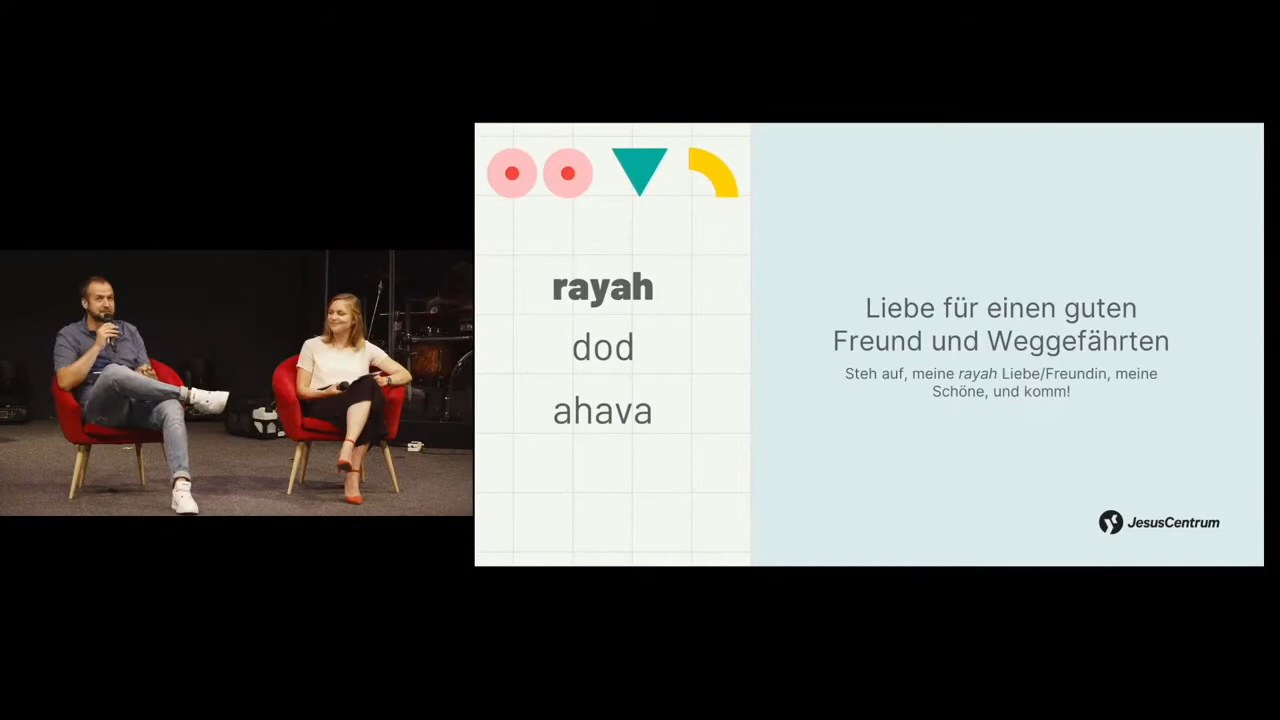 rayah
dod
ahava
Liebe für einen guten
Freund und Weggefährten
Steh auf, meine rayah Liebe/Freundin, meine
Schöne, und komm!
JesusCentrum